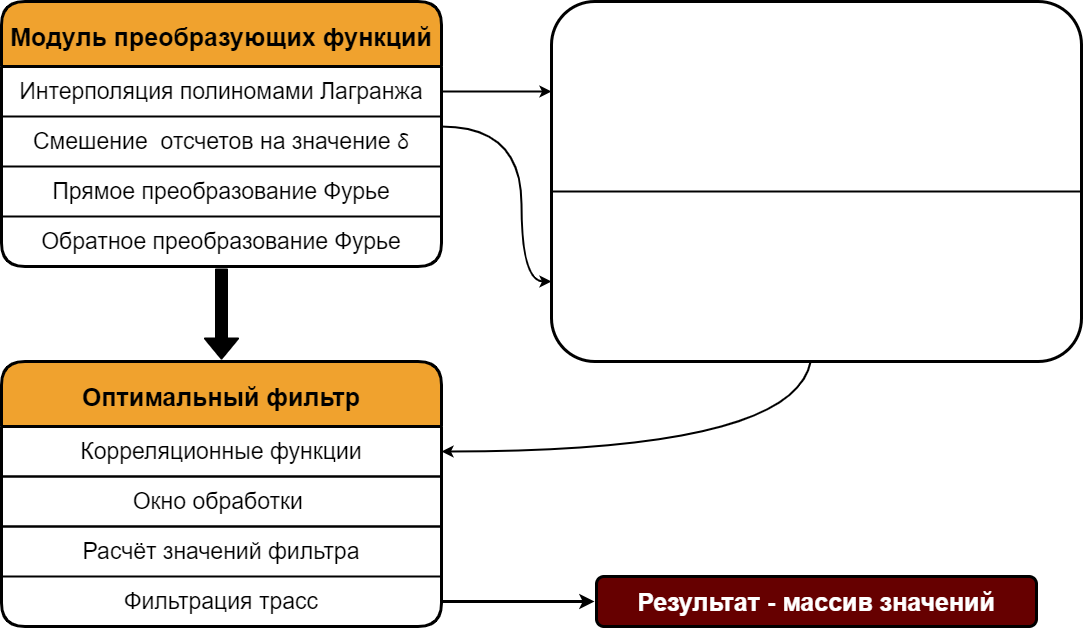 Модуль преобразующих функций
Интерполяция полиномами Лагранжа
Смешение отсчетов на значение δ
Прямое преобразование Фурье
Обратное преобразование Фурье
Оптимальный фильтр
Корреляционные функции
Окно обработки
Расчёт значений фильтра
Фильтрация трасс
Результат - массив значений